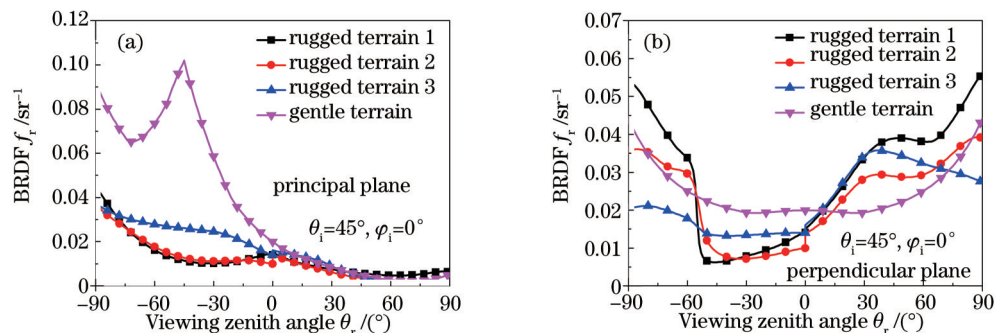 (a)
rugged terrain 1
rugged terrain 2
rugged terrain 3
gentle terrain
principal plane
θi=45°, φi=0°
BRDF fr /sr⁻¹
0.12
0.10
0.08
0.06
0.04
0.02
0
−90 −60 −30 0 30 60 90
Viewing zenith angle θr /(°)
(b)
rugged terrain 1
rugged terrain 2
rugged terrain 3
gentle terrain
θi=45°, φi=0°
perpendicular plane
BRDF fr /sr⁻¹
0.07
0.06
0.05
0.04
0.03
0.02
0.01
0
−90 −60 −30 0 30 60 90
Viewing zenith angle θr /(°)